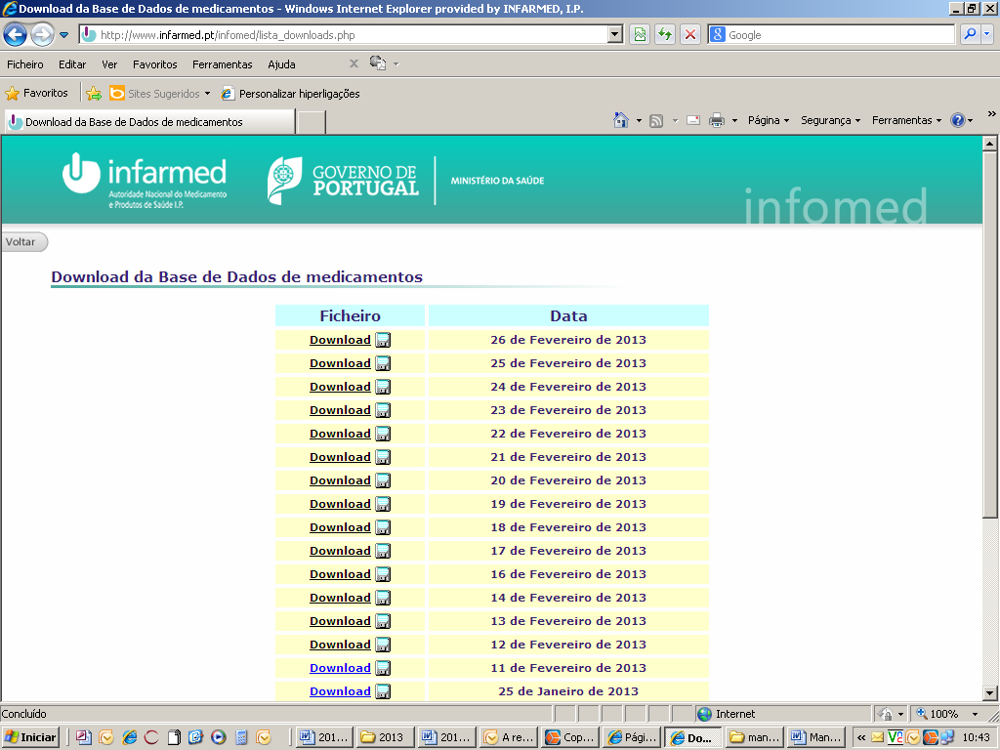 Download da Base de Dados de medicamentos - Windows Internet Explorer provided by INFARMED, I.P.
http://www.infarmed.pt/infomed/lista_downloads.php
Google
Ficheiro Editar Ver Favoritos Ferramentas Ajuda
Favoritos Sites Sugeridos Personalizar hiperligações
Download da Base de Dados de medicamentos
Página Segurança Ferramentas »
infarmed
Autoridade Nacional do Medicamento
e Produtos de Saúde I.P.
GOVERNO DE
PORTUGAL
MINISTÉRIO DA SAÚDE
infomed
Voltar
Download da Base de Dados de medicamentos
Ficheiro Data
Download 26 de Fevereiro de 2013
Download 25 de Fevereiro de 2013
Download 24 de Fevereiro de 2013
Download 23 de Fevereiro de 2013
Download 22 de Fevereiro de 2013
Download 21 de Fevereiro de 2013
Download 20 de Fevereiro de 2013
Download 19 de Fevereiro de 2013
Download 18 de Fevereiro de 2013
Download 17 de Fevereiro de 2013
Download 16 de Fevereiro de 2013
Download 14 de Fevereiro de 2013
Download 13 de Fevereiro de 2013
Download 12 de Fevereiro de 2013
Download 11 de Fevereiro de 2013
Download 25 de Janeiro de 2013
Concluído Internet 100%
Iniciar 201... 2013 201... A re... Cop... Pági... Do... man... Man... « 10:43